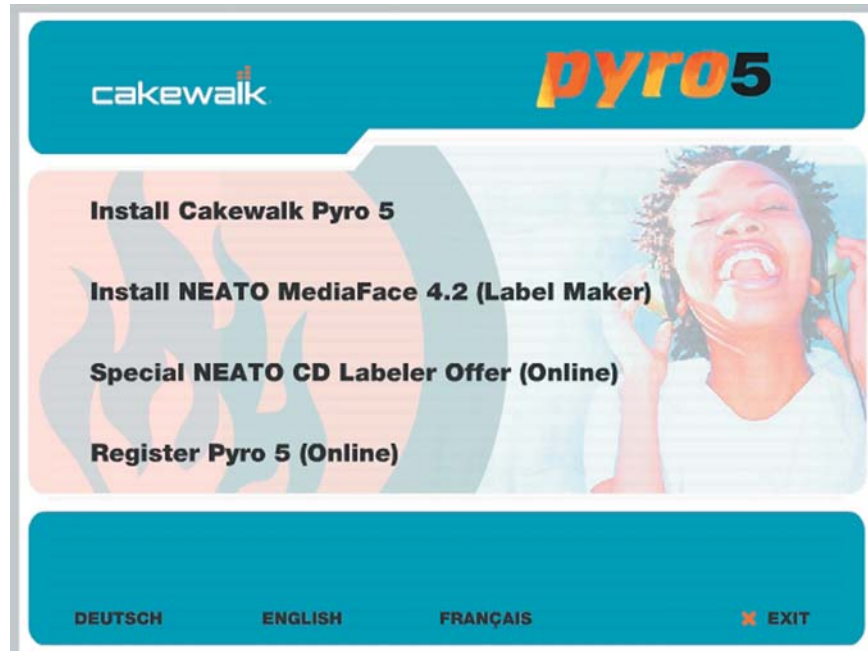 cakewalk
pyro5
Install Cakewalk Pyro 5
Install NEATO MediaFace 4.2 (Label Maker)
Special NEATO CD Labeler Offer (Online)
Register Pyro 5 (Online)
DEUTSCH ENGLISH FRANÇAIS EXIT